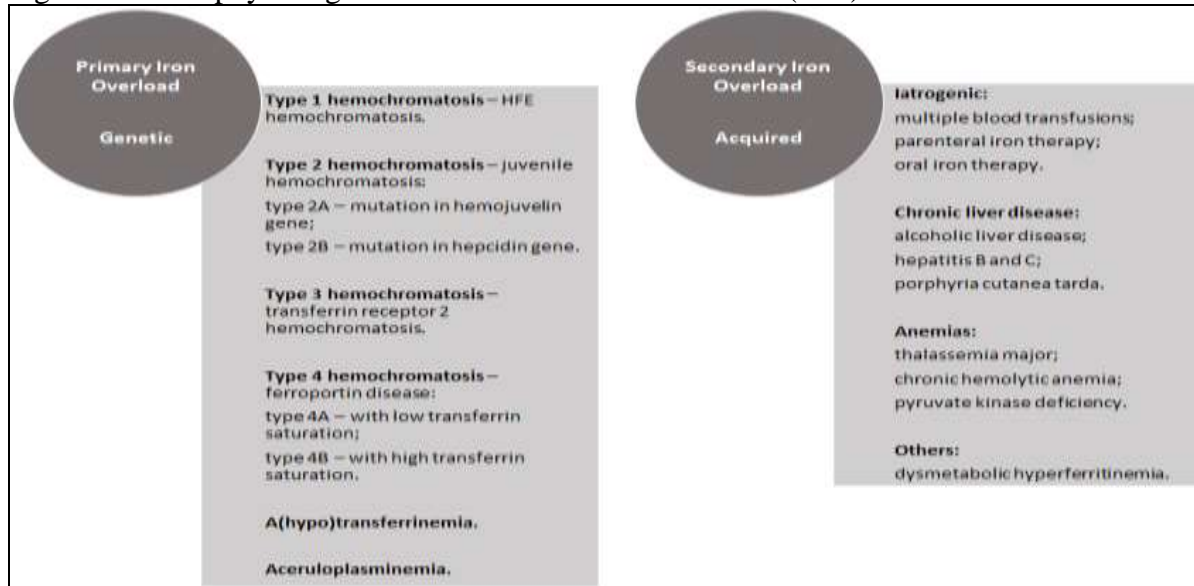 Primary Iron
Overload
Genetic
Type 1 hemochromatosis – HFE
hemochromatosis.
Type 2 hemochromatosis – juvenile
hemochromatosis:
type 2A – mutation in hemojuvelin
gene;
type 2B – mutation in hepcidin gene.
Type 3 hemochromatosis –
transferrin receptor 2
hemochromatosis.
Type 4 hemochromatosis –
ferroportin disease:
type 4A – with low transferrin
saturation;
type 4B – with high transferrin
saturation.
A(hypo)transferrinemia.
Aceruloplasminemia.
Secondary Iron
Overload
Acquired
Iatrogenic:
multiple blood transfusions;
parenteral iron therapy;
oral iron therapy.
Chronic liver disease:
alcoholic liver disease;
hepatitis B and C;
porphyria cutanea tarda.
Anemias:
thalassemia major;
chronic hemolytic anemia;
pyruvate kinase deficiency.
Others:
dysmetabolic hyperferritinemia.